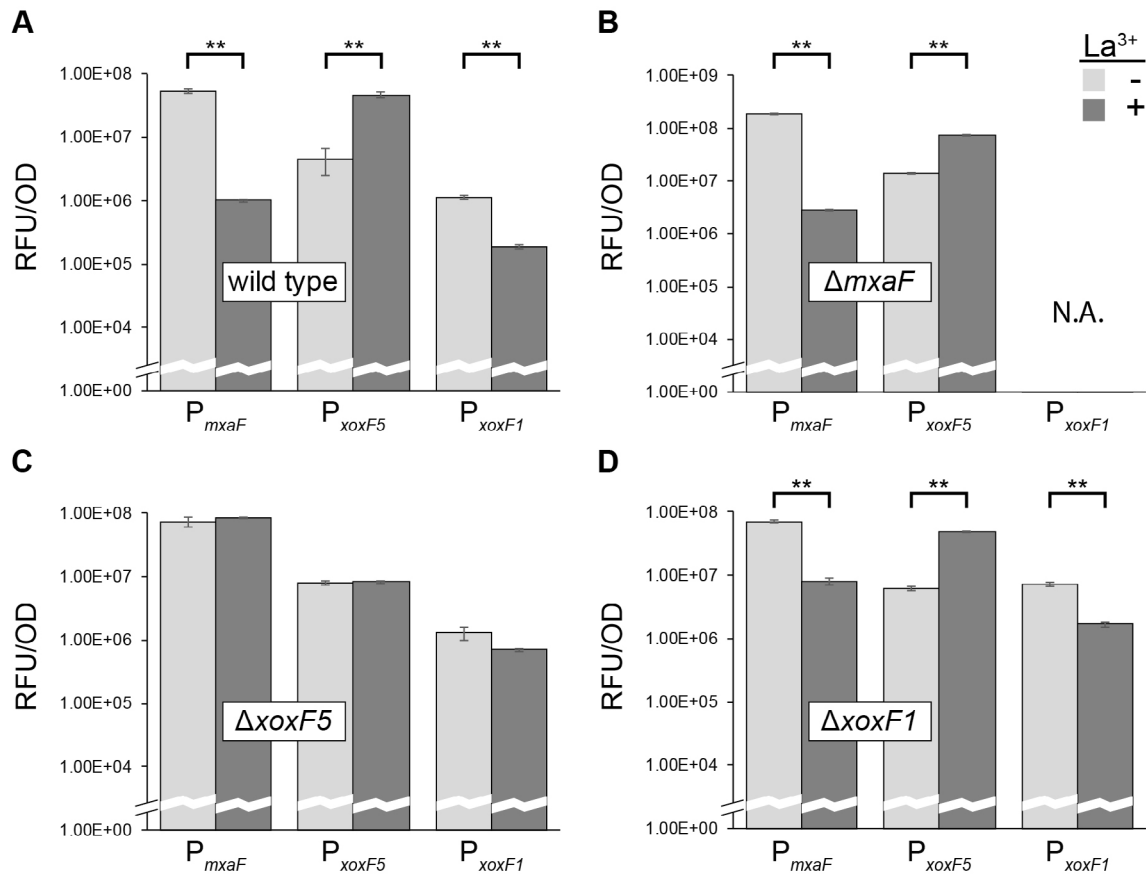 A
** ** **
1.00E+08
1.00E+07
1.00E+06
1.00E+05
1.00E+04
1.00E+00
RFU/OD
wild type
PmxaF PxoxF5 PxoxF1
B
** **
La3+
-
+
1.00E+09
1.00E+08
1.00E+07
1.00E+06
1.00E+05
1.00E+04
1.00E+00
RFU/OD
ΔmxaF
N.A.
PmxaF PxoxF5 PxoxF1
C
1.00E+08
1.00E+07
1.00E+06
1.00E+05
1.00E+04
1.00E+00
RFU/OD
ΔxoxF5
PmxaF PxoxF5 PxoxF1
D
** ** **
1.00E+08
1.00E+07
1.00E+06
1.00E+05
1.00E+04
1.00E+00
RFU/OD
ΔxoxF1
PmxaF PxoxF5 PxoxF1